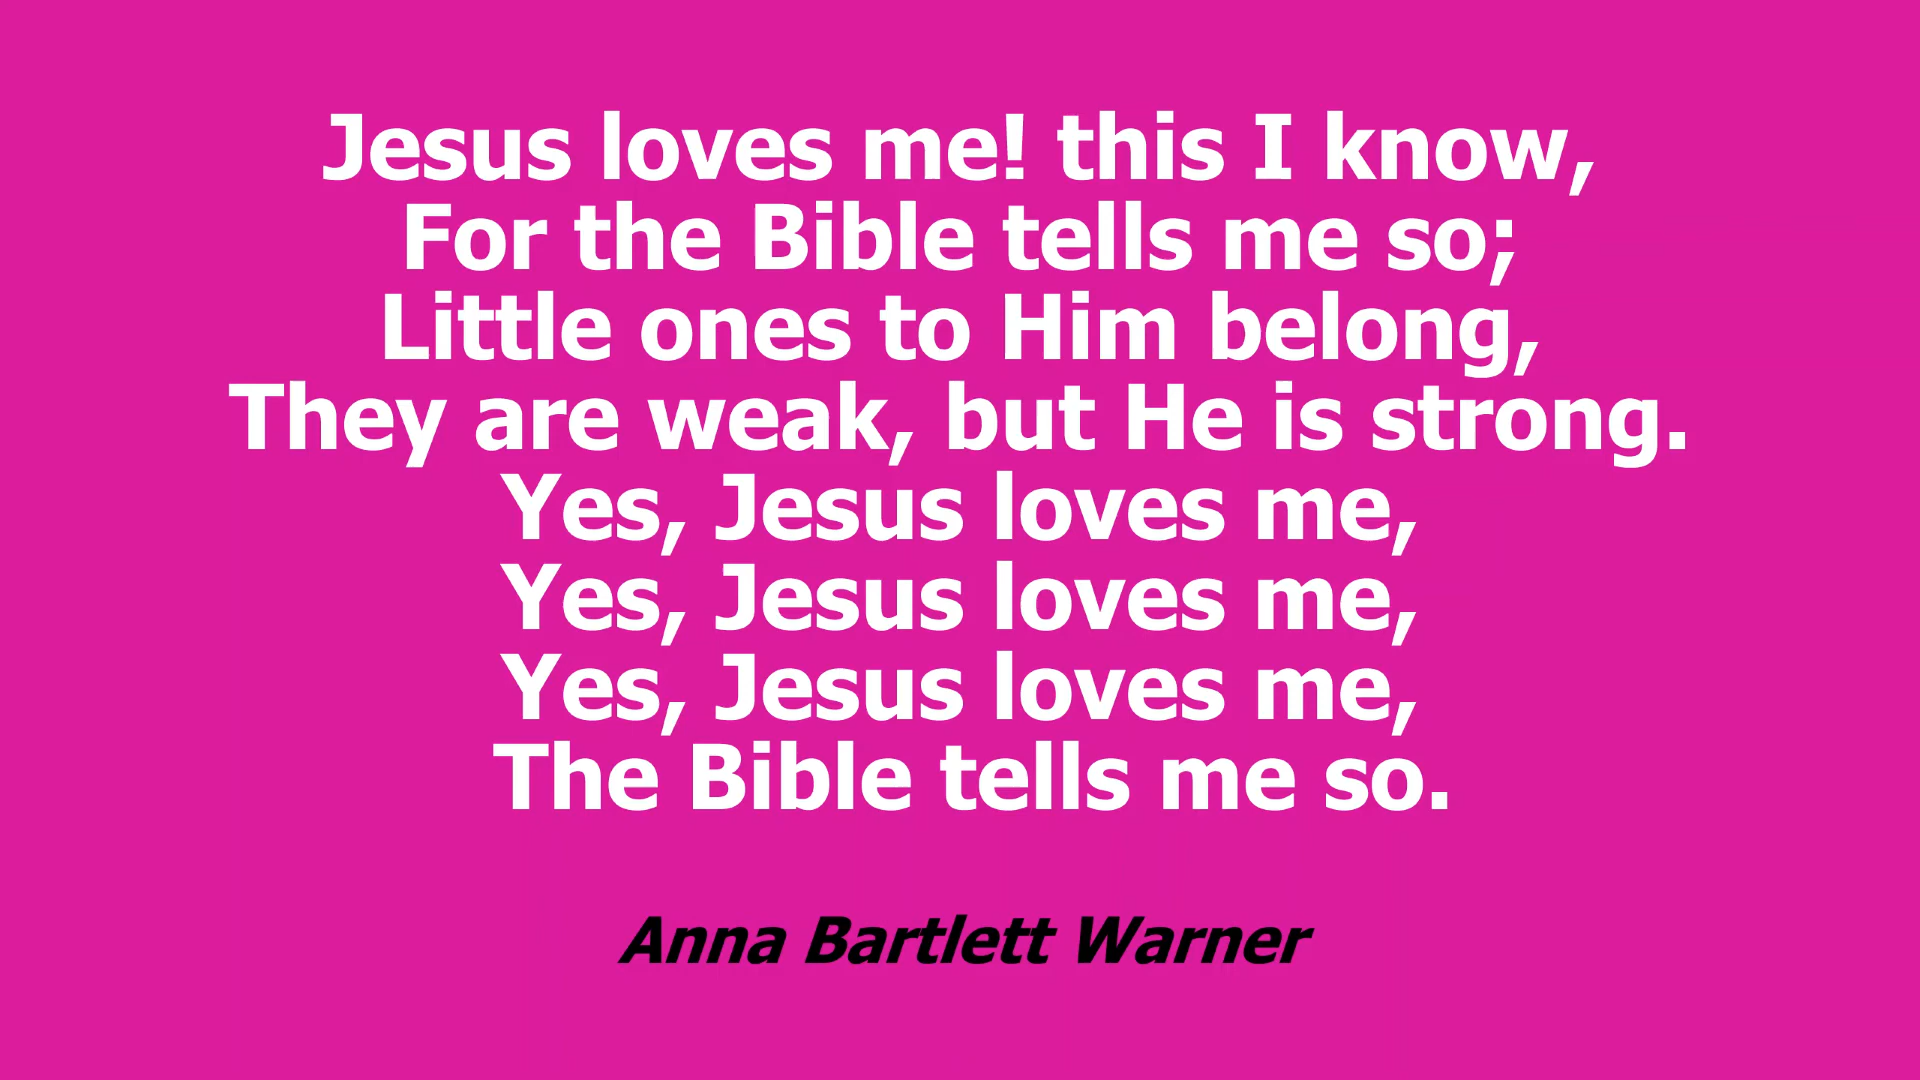 Jesus loves me! this I know,
For the Bible tells me so;
Little ones to Him belong,
They are weak, but He is strong.
Yes, Jesus loves me,
Yes, Jesus loves me,
Yes, Jesus loves me,
The Bible tells me so.
Anna Bartlett Warner